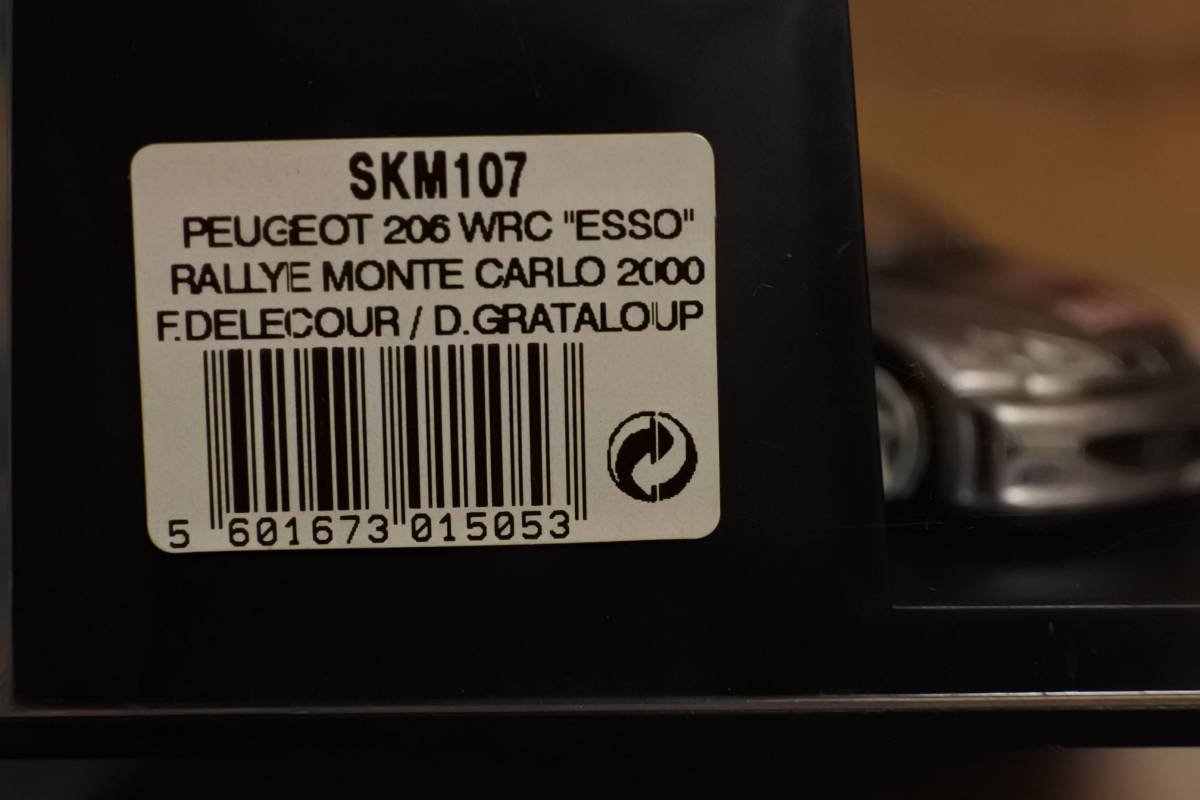 SKM107
PEUGEOT 206 WRC "ESSO"
RALLYE MONTE CARLO 2000
F.DELECOUR / D.GRATALOUP
5 601673 015053